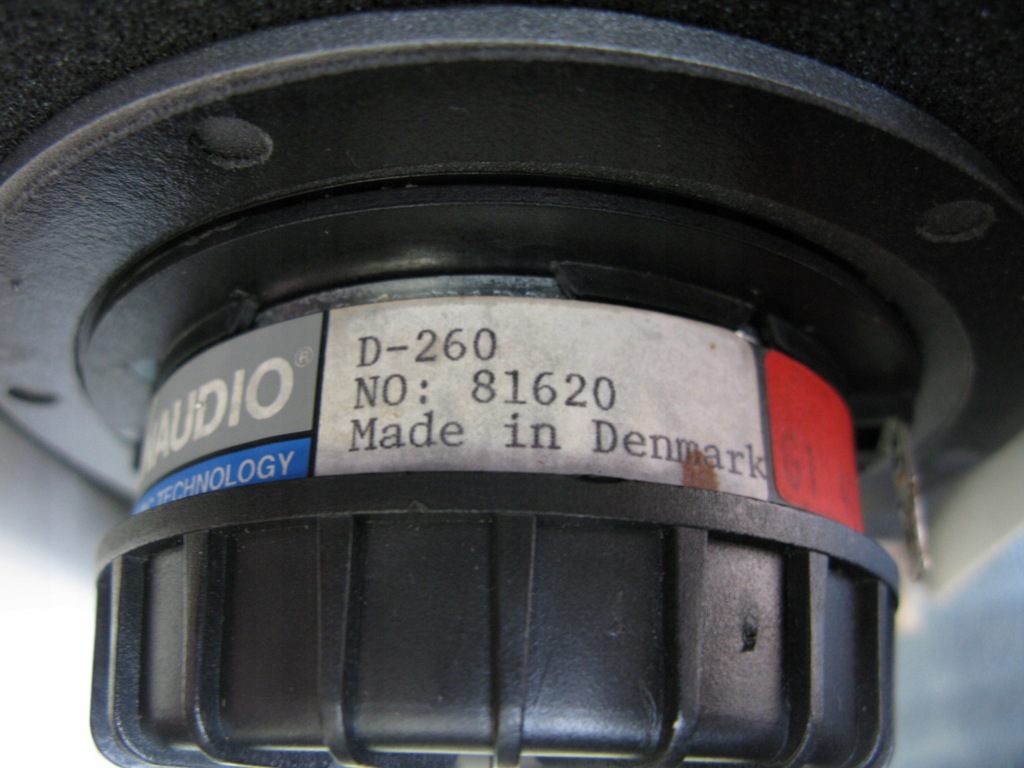 AUDIO®
TECHNOLOGY
D-260
NO: 81620
Made in Denmark